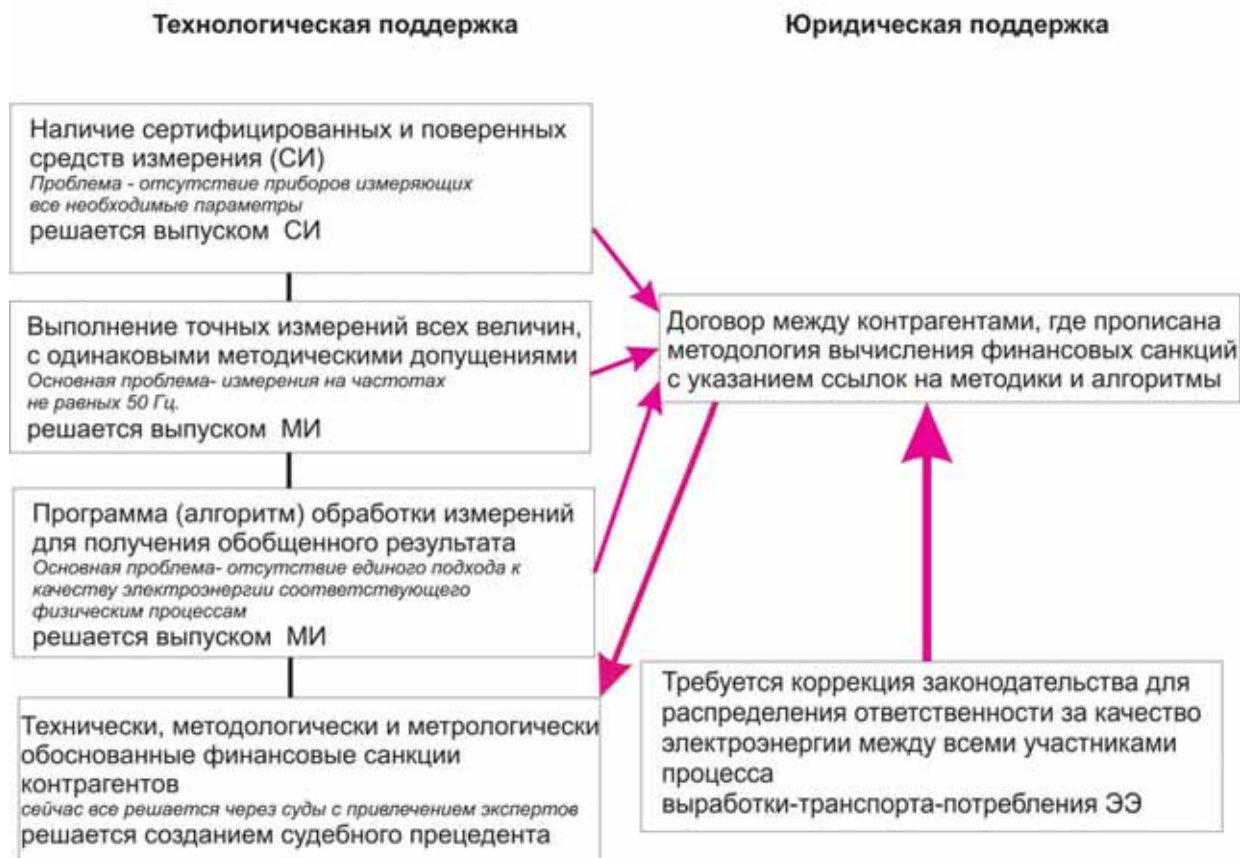 Технологическая поддержка
Юридическая поддержка
Наличие сертифицированных и поверенных
средств измерения (СИ)
Проблема - отсутствие приборов измеряющих
все необходимые параметры
решается выпуском СИ
Выполнение точных измерений всех величин,
с одинаковыми методическими допущениями
Основная проблема- измерения на частотах
не равных 50 Гц.
решается выпуском МИ
Программа (алгоритм) обработки измерений
для получения обобщенного результата
Основная проблема- отсутствие единого подхода к
качеству электроэнергии соответствующего
физическим процессам
решается выпуском МИ
Технически, методологически и метрологически
обоснованные финансовые санкции
контрагентов
сейчас все решается через суды с привлечением экспертов
решается созданием судебного прецедента
Договор между контрагентами, где прописана
методология вычисления финансовых санкций
с указанием ссылок на методики и алгоритмы
Требуется коррекция законодательства для
распределения ответственности за качество
электроэнергии между всеми участниками
процесса
выработки-транспорта-потребления ЭЭ